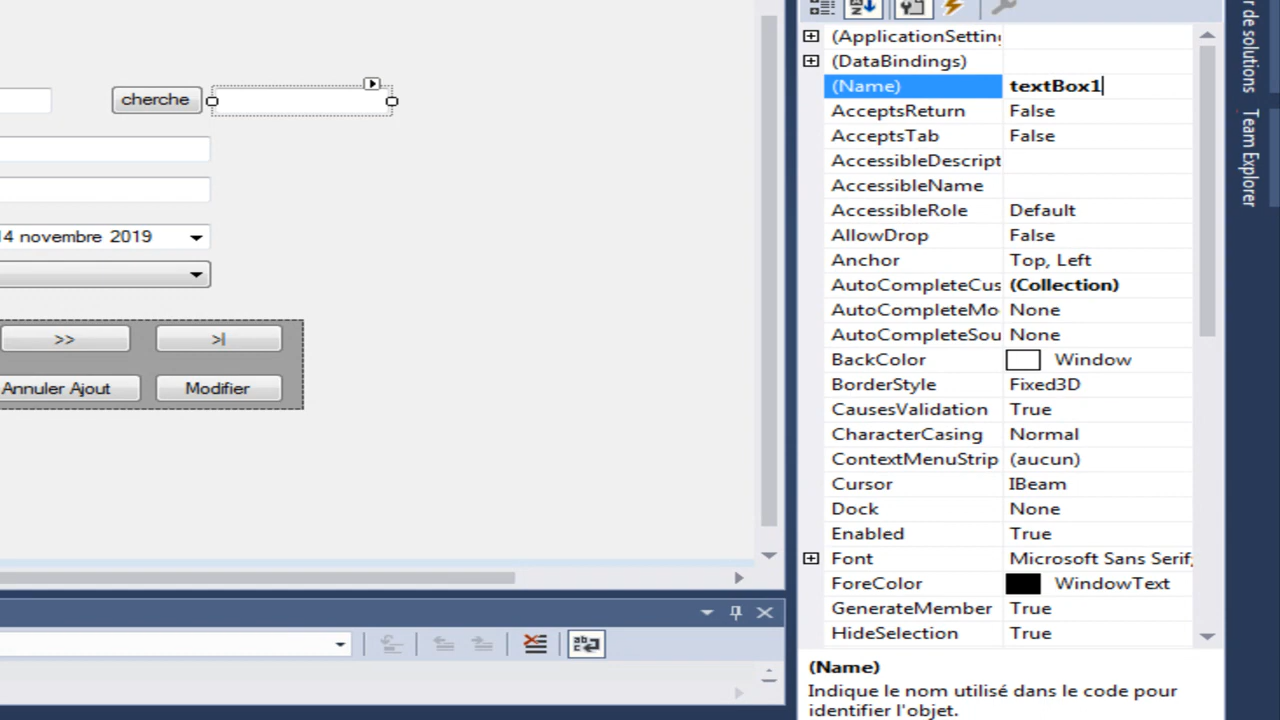 cherche
14 novembre 2019
>>
>|
Annuler Ajout
Modifier
(ApplicationSetting
(DataBindings)
(Name) textBox1
AcceptsReturn False
AcceptsTab False
AccessibleDescript
AccessibleName
AccessibleRole Default
AllowDrop False
Anchor Top, Left
AutoCompleteCus (Collection)
AutoCompleteMo None
AutoCompleteSou None
BackColor Window
BorderStyle Fixed3D
CausesValidation True
CharacterCasing Normal
ContextMenuStrip (aucun)
Cursor IBeam
Dock None
Enabled True
Font Microsoft Sans Serif;
ForeColor WindowText
GenerateMember True
HideSelection True
(Name)
Indique le nom utilisé dans le code pour
identifier l'objet.
r de solutions
Team Explorer